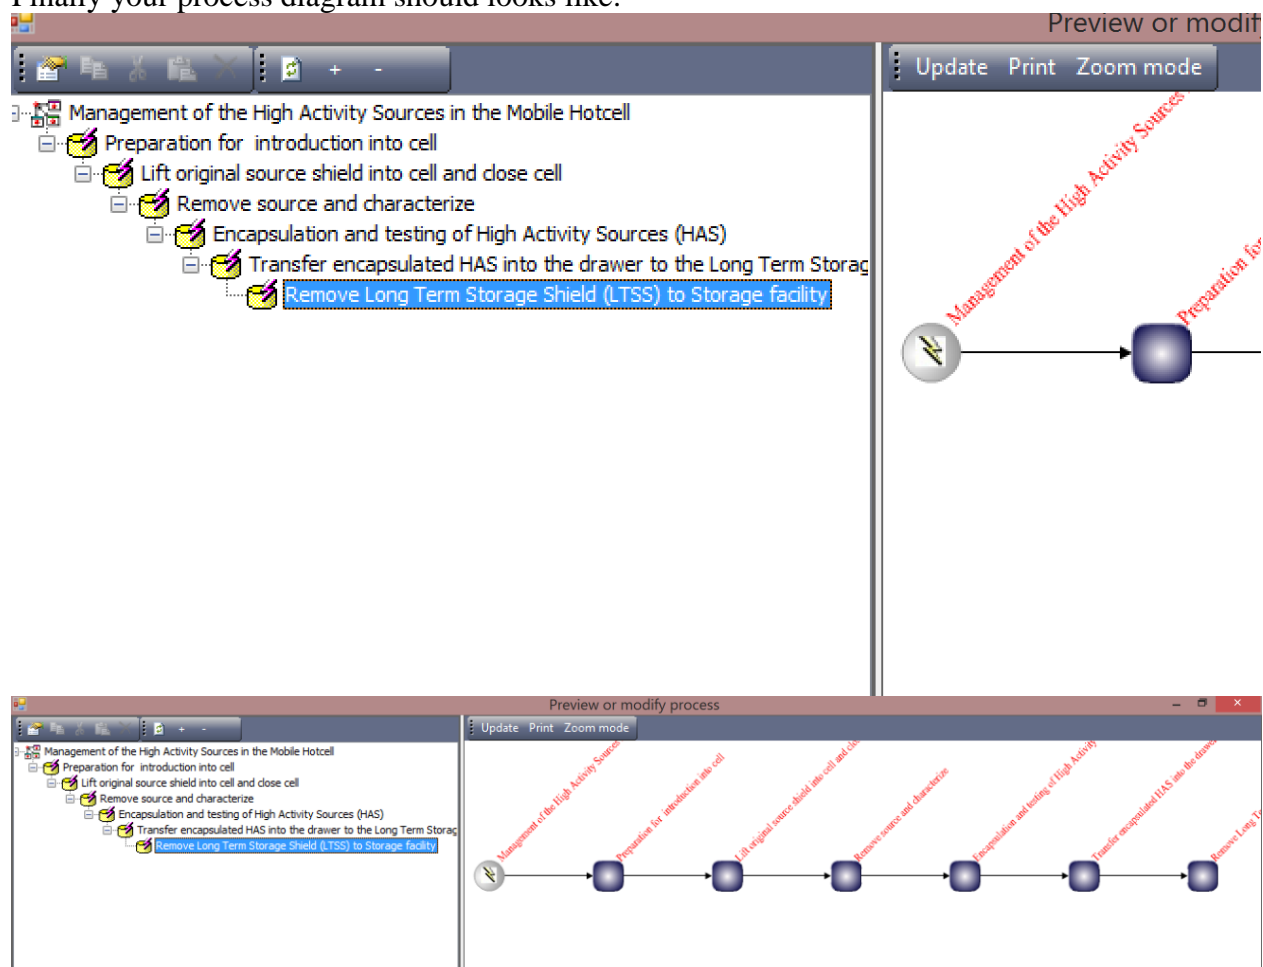 Finally your process diagram should looks like:
Preview or modify
+ -
Update Print Zoom mode
Management of the High Activity Sources in the Mobile Hotcell
Preparation for introduction into cell
Lift original source shield into cell and close cell
Remove source and characterize
Encapsulation and testing of High Activity Sources (HAS)
Transfer encapsulated HAS into the drawer to the Long Term Storag
Remove Long Term Storage Shield (LTSS) to Storage facility
Management of the High Activity Sources
Preparation for
Preview or modify process
+ -
Update Print Zoom mode
Management of the High Activity Sources in the Mobile Hotcell
Preparation for introduction into cell
Lift original source shield into cell and close cell
Remove source and characterize
Encapsulation and testing of High Activity Sources (HAS)
Transfer encapsulated HAS into the drawer to the Long Term Storag
Remove Long Term Storage Shield (LTSS) to Storage facility
Management of the High Activity Sources
Preparation for introduction into cell
Lift original source shield into cell and clo
Remove source and characterize
Encapsulation and testing of High Activity
Transfer encapsulated HAS into the drawe
Remove Long Te